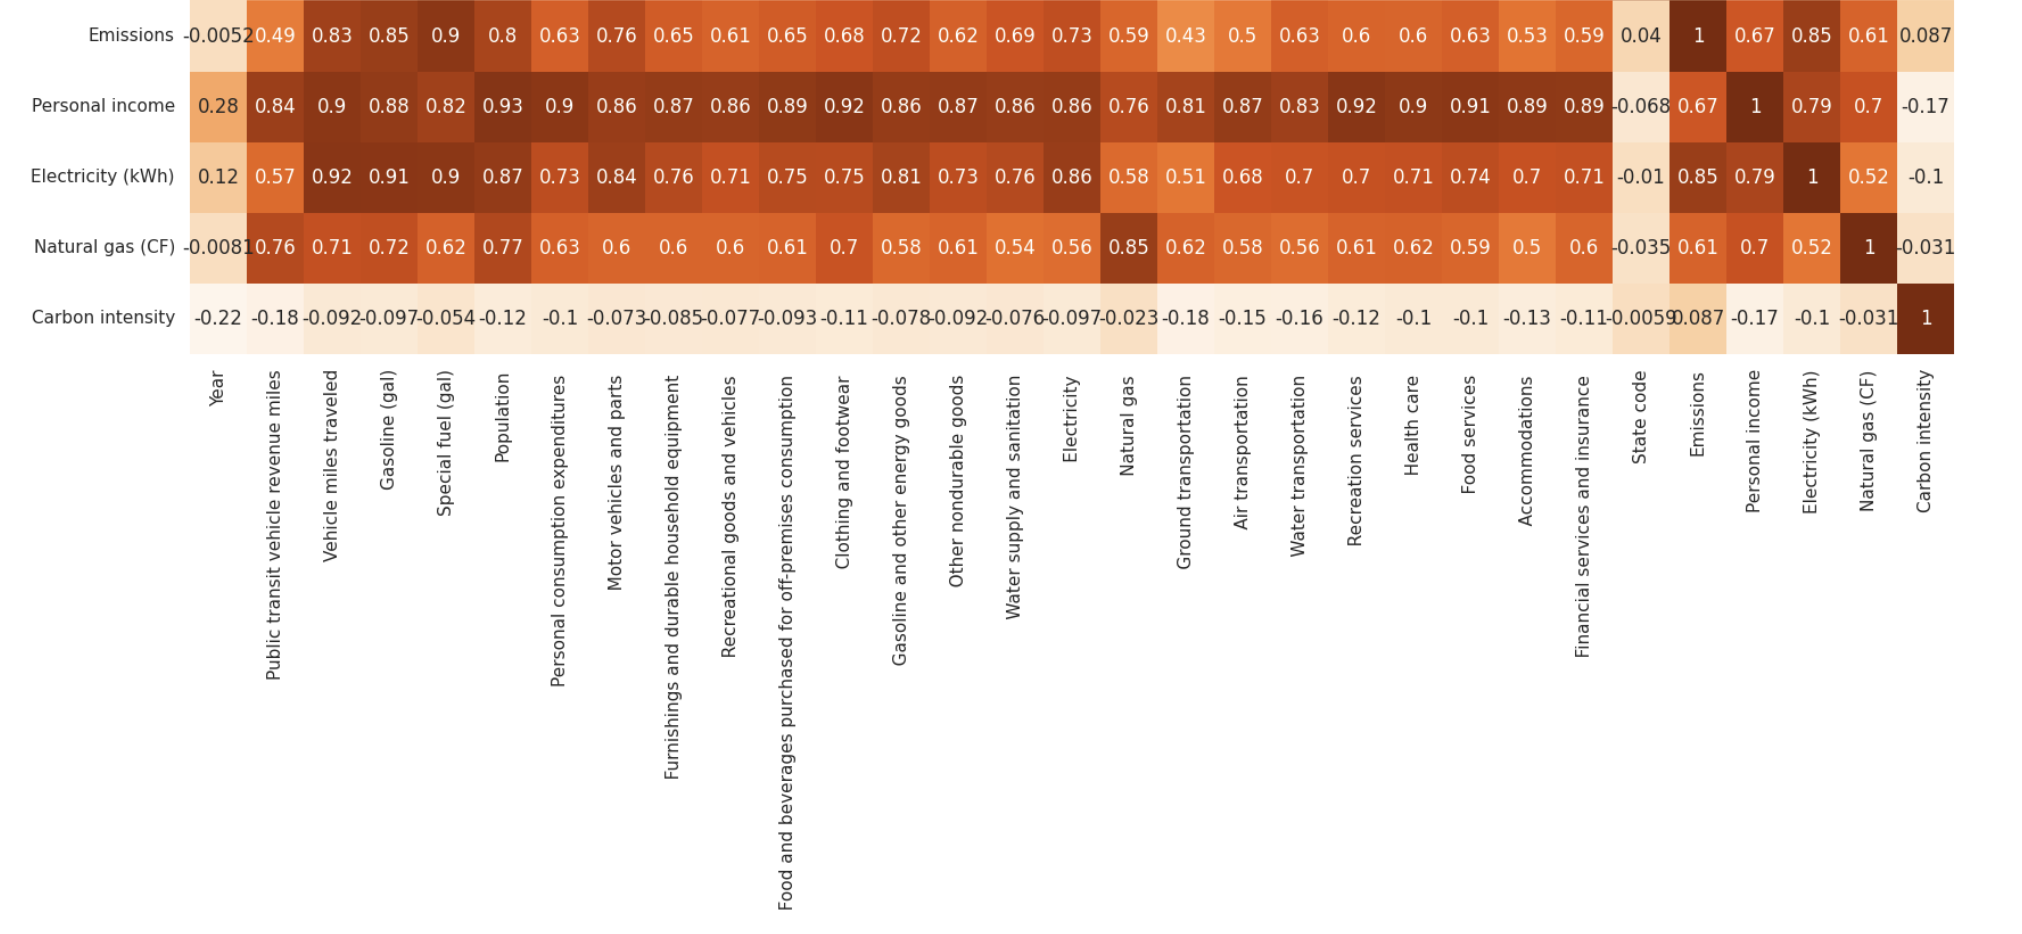 Emissions -0.0052 0.49 0.83 0.85 0.9 0.8 0.63 0.76 0.65 0.61 0.65 0.68 0.72 0.62 0.69 0.73 0.59 0.43 0.5 0.63 0.6 0.6 0.63 0.53 0.59 0.04 1 0.67 0.85 0.61 0.087
Personal income 0.28 0.84 0.9 0.88 0.82 0.93 0.9 0.86 0.87 0.86 0.89 0.92 0.86 0.87 0.86 0.86 0.76 0.81 0.87 0.83 0.92 0.9 0.91 0.89 0.89 -0.068 0.67 1 0.79 0.7 -0.17
Electricity (kWh) 0.12 0.57 0.92 0.91 0.9 0.87 0.73 0.84 0.76 0.71 0.75 0.75 0.81 0.73 0.76 0.86 0.58 0.51 0.68 0.7 0.7 0.71 0.74 0.7 0.71 -0.01 0.85 0.79 1 0.52 -0.1
Natural gas (CF) -0.0081 0.76 0.71 0.72 0.62 0.77 0.63 0.6 0.6 0.6 0.61 0.7 0.58 0.61 0.54 0.56 0.85 0.62 0.58 0.56 0.61 0.62 0.59 0.5 0.6 -0.035 0.61 0.7 0.52 1 -0.031
Carbon intensity -0.22 -0.18 -0.092 -0.097 -0.054 -0.12 -0.1 -0.073 -0.085 -0.077 -0.093 -0.11 -0.078 -0.092 -0.076 -0.097 -0.023 -0.18 -0.15 -0.16 -0.12 -0.1 -0.1 -0.13 -0.11 -0.0059 0.087 -0.17 -0.1 -0.031 1
Year
Public transit vehicle revenue miles
Vehicle miles traveled
Gasoline (gal)
Special fuel (gal)
Population
Personal consumption expenditures
Motor vehicles and parts
Furnishings and durable household equipment
Recreational goods and vehicles
Food and beverages purchased for off-premises consumption
Clothing and footwear
Gasoline and other energy goods
Other nondurable goods
Water supply and sanitation
Electricity
Natural gas
Ground transportation
Air transportation
Water transportation
Recreation services
Health care
Food services
Accommodations
Financial services and insurance
State code
Emissions
Personal income
Electricity (kWh)
Natural gas (CF)
Carbon intensity